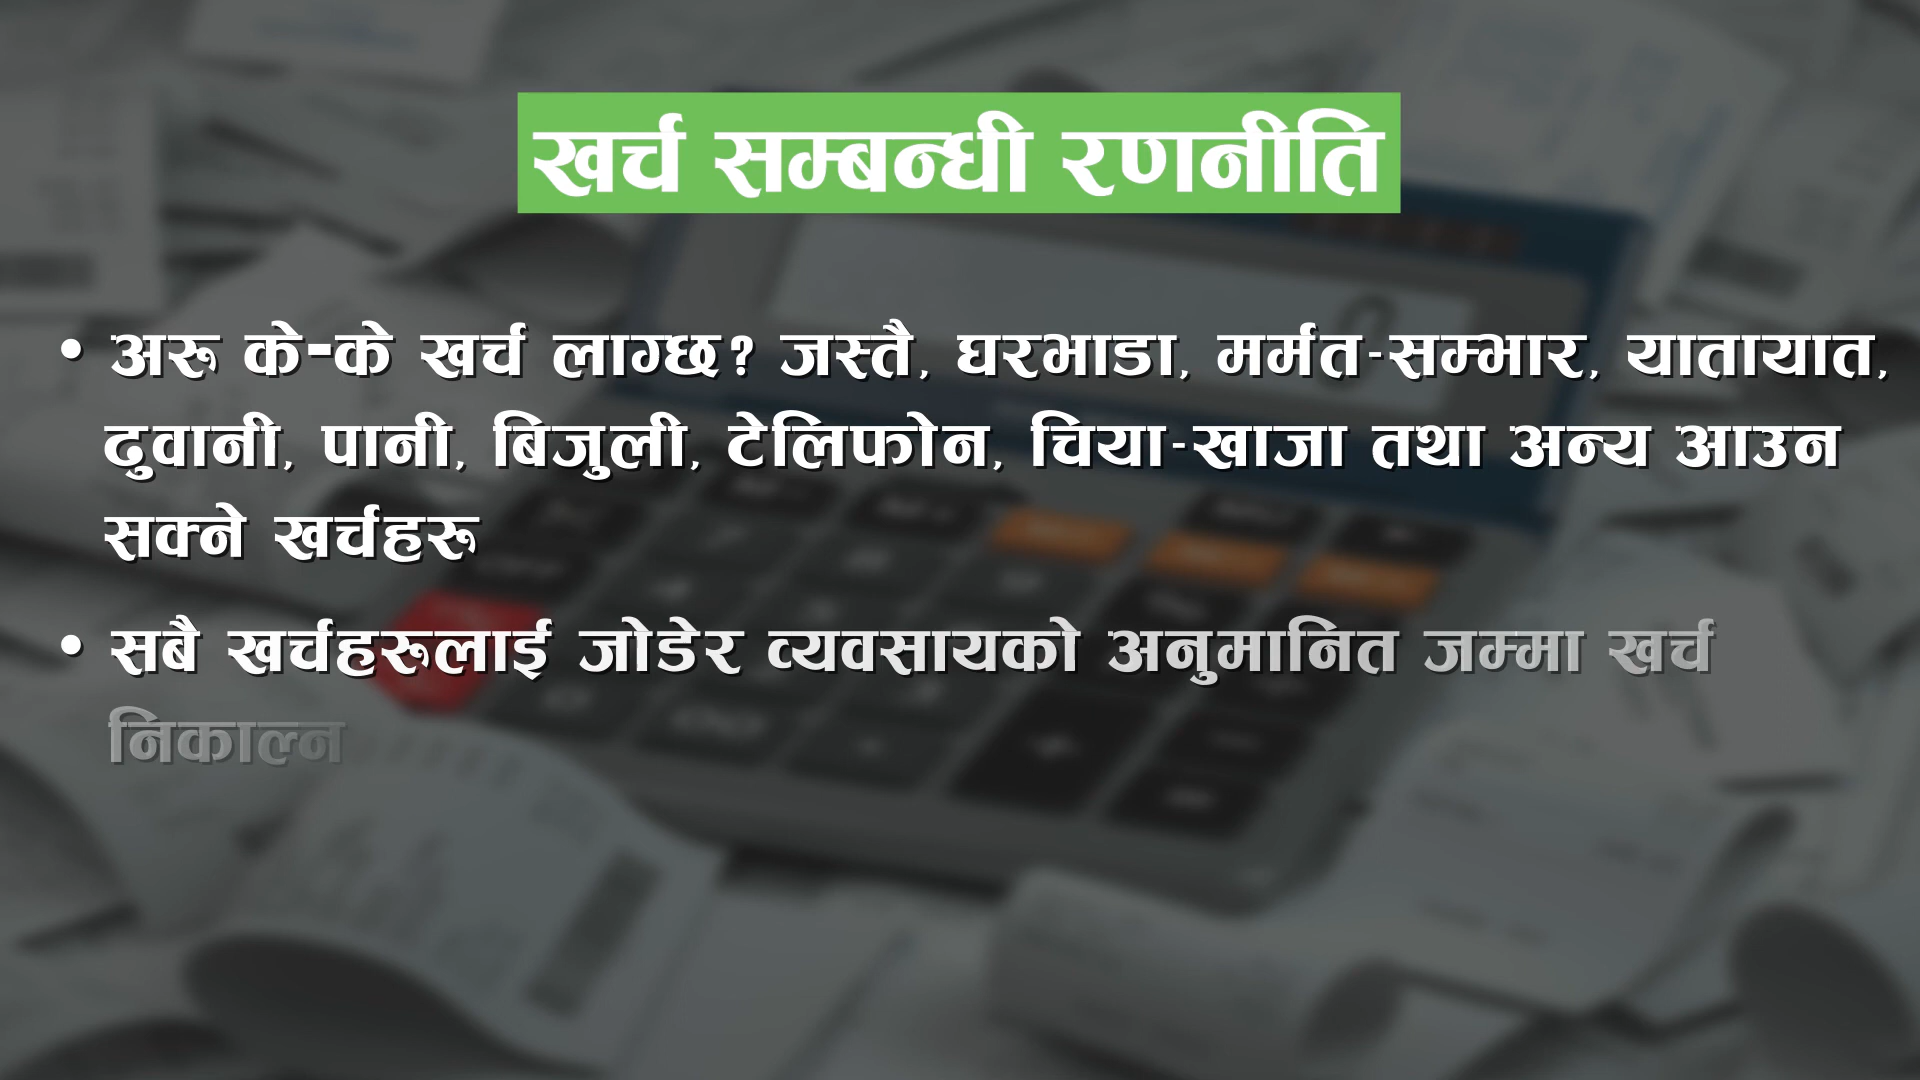 खर्च सम्बन्धी रणनीति
• अरु के-के खर्च लाग्छ? जस्तै, घरभाडा, मर्मत-सम्भार, यातायात,
ढुवानी, पानी, बिजुली, टेलिफोन, चिया-खाजा तथा अन्य आउन
सक्ने खर्चहरु
• सबै खर्चहरुलाई जोडेर व्यवसायको अनुमानित जम्मा खर्च
निकाल्न